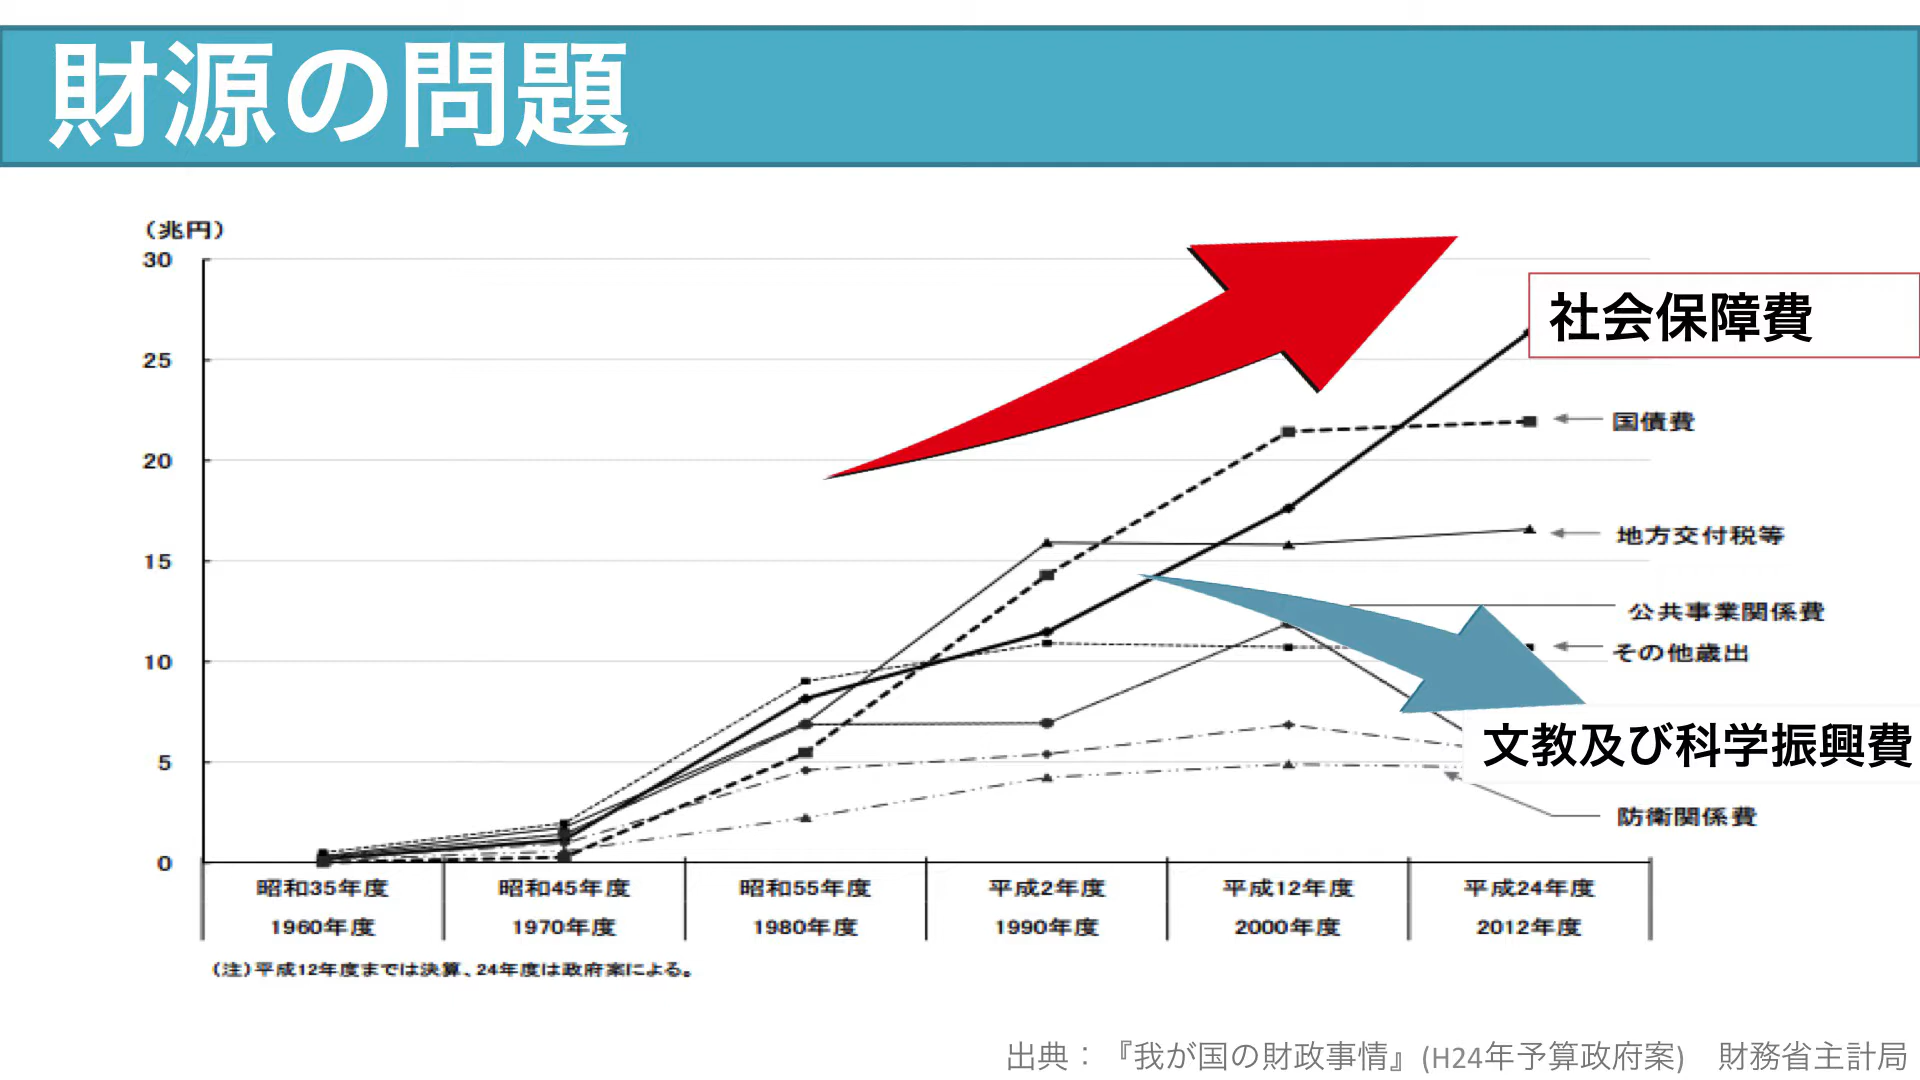 財源の問題
（兆円）
30
25
20
15
10
5
0
社会保障費
国債費
地方交付税等
公共事業関係費
その他歳出
文教及び科学振興費
防衛関係費
昭和35年度 昭和45年度 昭和55年度 平成2年度 平成12年度 平成24年度
1960年度 1970年度 1980年度 1990年度 2000年度 2012年度
（注）平成12年度までは決算、24年度は政府案による。
出典：『我が国の財政事情』(H24年予算政府案)　財務省主計局